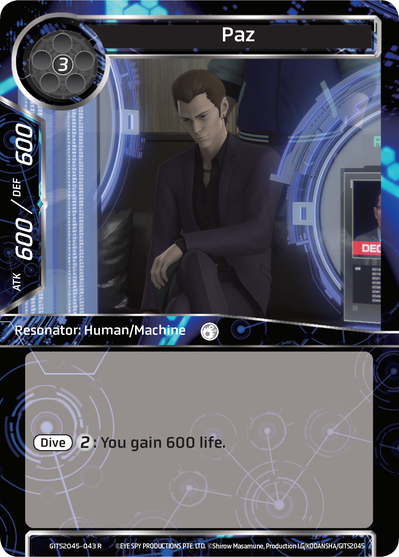 Paz
3
ATK 600 / DEF 600
DEC
Resonator: Human/Machine
Dive 2 : You gain 600 life.
GITS2045-043 R ©EYE SPY PRODUCTIONS PTE. LTD. ©Shirow Masamune, Production I.G/KODANSHA/GITS2045